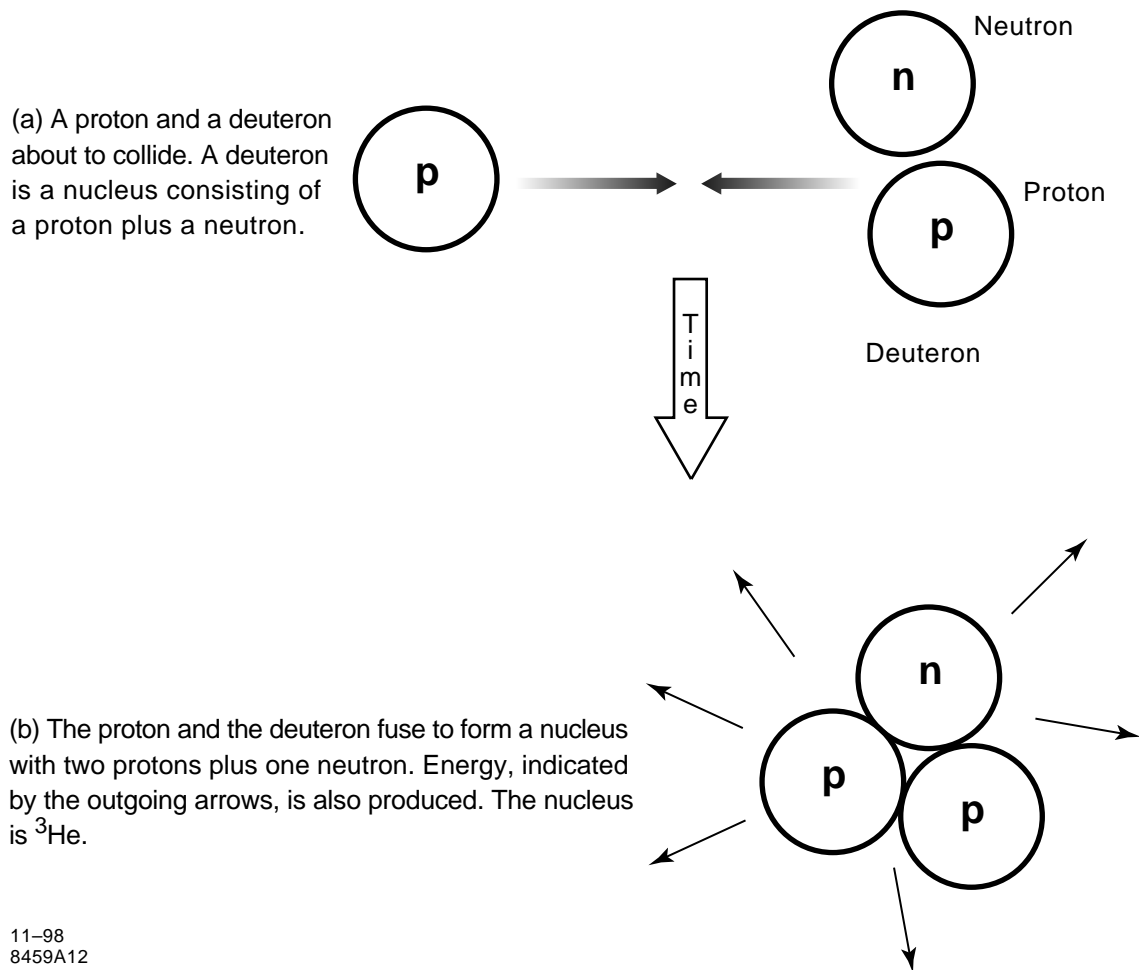 Neutron
n
(a) A proton and a deuteron
about to collide. A deuteron
is a nucleus consisting of
a proton plus a neutron.
p
Proton
p
Deuteron
Time
n
(b) The proton and the deuteron fuse to form a nucleus
with two protons plus one neutron. Energy, indicated
by the outgoing arrows, is also produced. The nucleus
is ³He.
p
p
11–98
8459A12